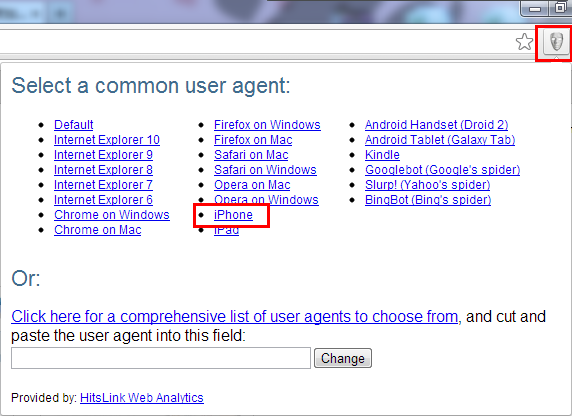 Select a common user agent:
Default
Internet Explorer 10
Internet Explorer 9
Internet Explorer 8
Internet Explorer 7
Internet Explorer 6
Chrome on Windows
Chrome on Mac
Firefox on Windows
Firefox on Mac
Safari on Mac
Safari on Windows
Opera on Mac
Opera on Windows
iPhone
iPad
Android Handset (Droid 2)
Android Tablet (Galaxy Tab)
Kindle
Googlebot (Google's spider)
Slurp! (Yahoo's spider)
BingBot (Bing's spider)
Or:
Click here for a comprehensive list of user agents to choose from, and cut and
paste the user agent into this field:
Change
Provided by: HitsLink Web Analytics